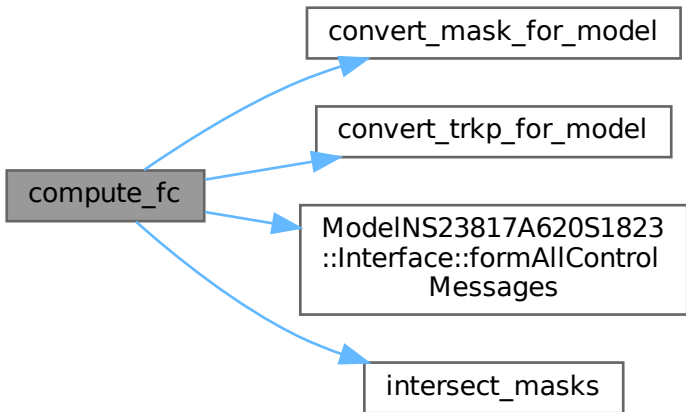 convert_mask_for_model
convert_trkp_for_model
compute_fc
ModelNS23817A620S1823
::Interface::formAllControl
Messages
intersect_masks